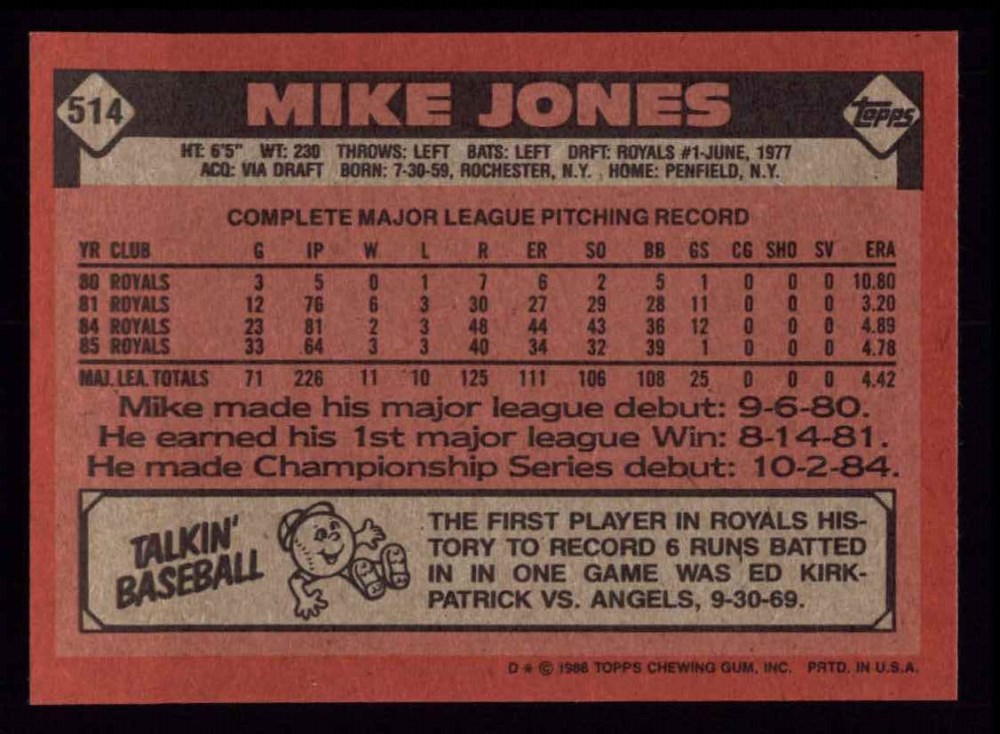 514
MIKE JONES
Topps
HT: 6'5" WT: 230 THROWS: LEFT BATS: LEFT DRFT: ROYALS #1-JUNE, 1977
ACQ: VIA DRAFT BORN: 7-30-59, ROCHESTER, N.Y. HOME: PENFIELD, N.Y.
COMPLETE MAJOR LEAGUE PITCHING RECORD
YR CLUB G IP W L R ER SO BB GS CG SHO SV ERA
80 ROYALS 3 5 0 1 7 6 2 5 1 0 0 0 10.80
81 ROYALS 12 76 6 3 30 27 29 28 11 0 0 0 3.20
84 ROYALS 23 81 2 3 48 44 43 36 12 0 0 0 4.89
85 ROYALS 33 64 3 3 40 34 32 39 1 0 0 0 4.78
MAJ. LEA. TOTALS 71 226 11 10 125 111 106 108 25 0 0 0 4.42
Mike made his major league debut: 9-6-80.
He earned his 1st major league Win: 8-14-81.
He made Championship Series debut: 10-2-84.
TALKIN'
BASEBALL
THE FIRST PLAYER IN ROYALS HIS-
TORY TO RECORD 6 RUNS BATTED
IN IN ONE GAME WAS ED KIRK-
PATRICK VS. ANGELS, 9-30-69.
D * © 1986 TOPPS CHEWING GUM, INC. PRTD. IN U.S.A.